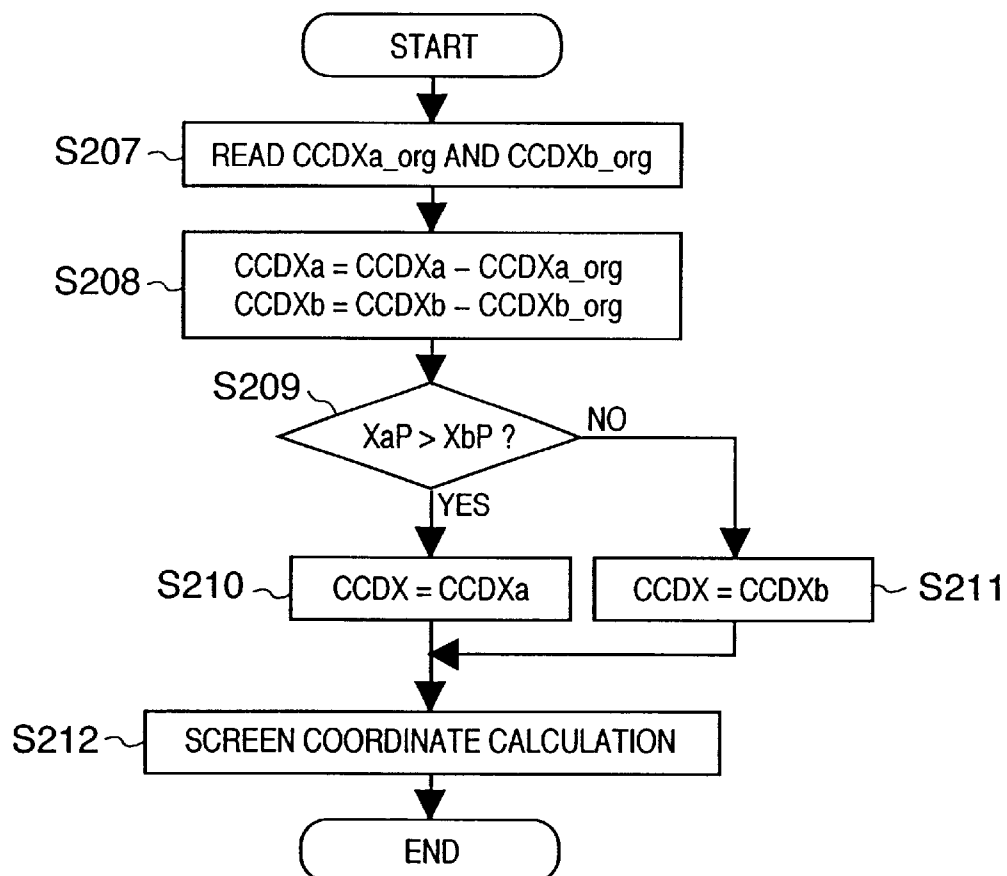 START
S207
READ CCDXa_org AND CCDXb_org
S208
CCDXa = CCDXa – CCDXa_org
CCDXb = CCDXb – CCDXb_org
S209
XaP > XbP ?
NO
YES
S210
CCDX = CCDXa
CCDX = CCDXb
S211
S212
SCREEN COORDINATE CALCULATION
END